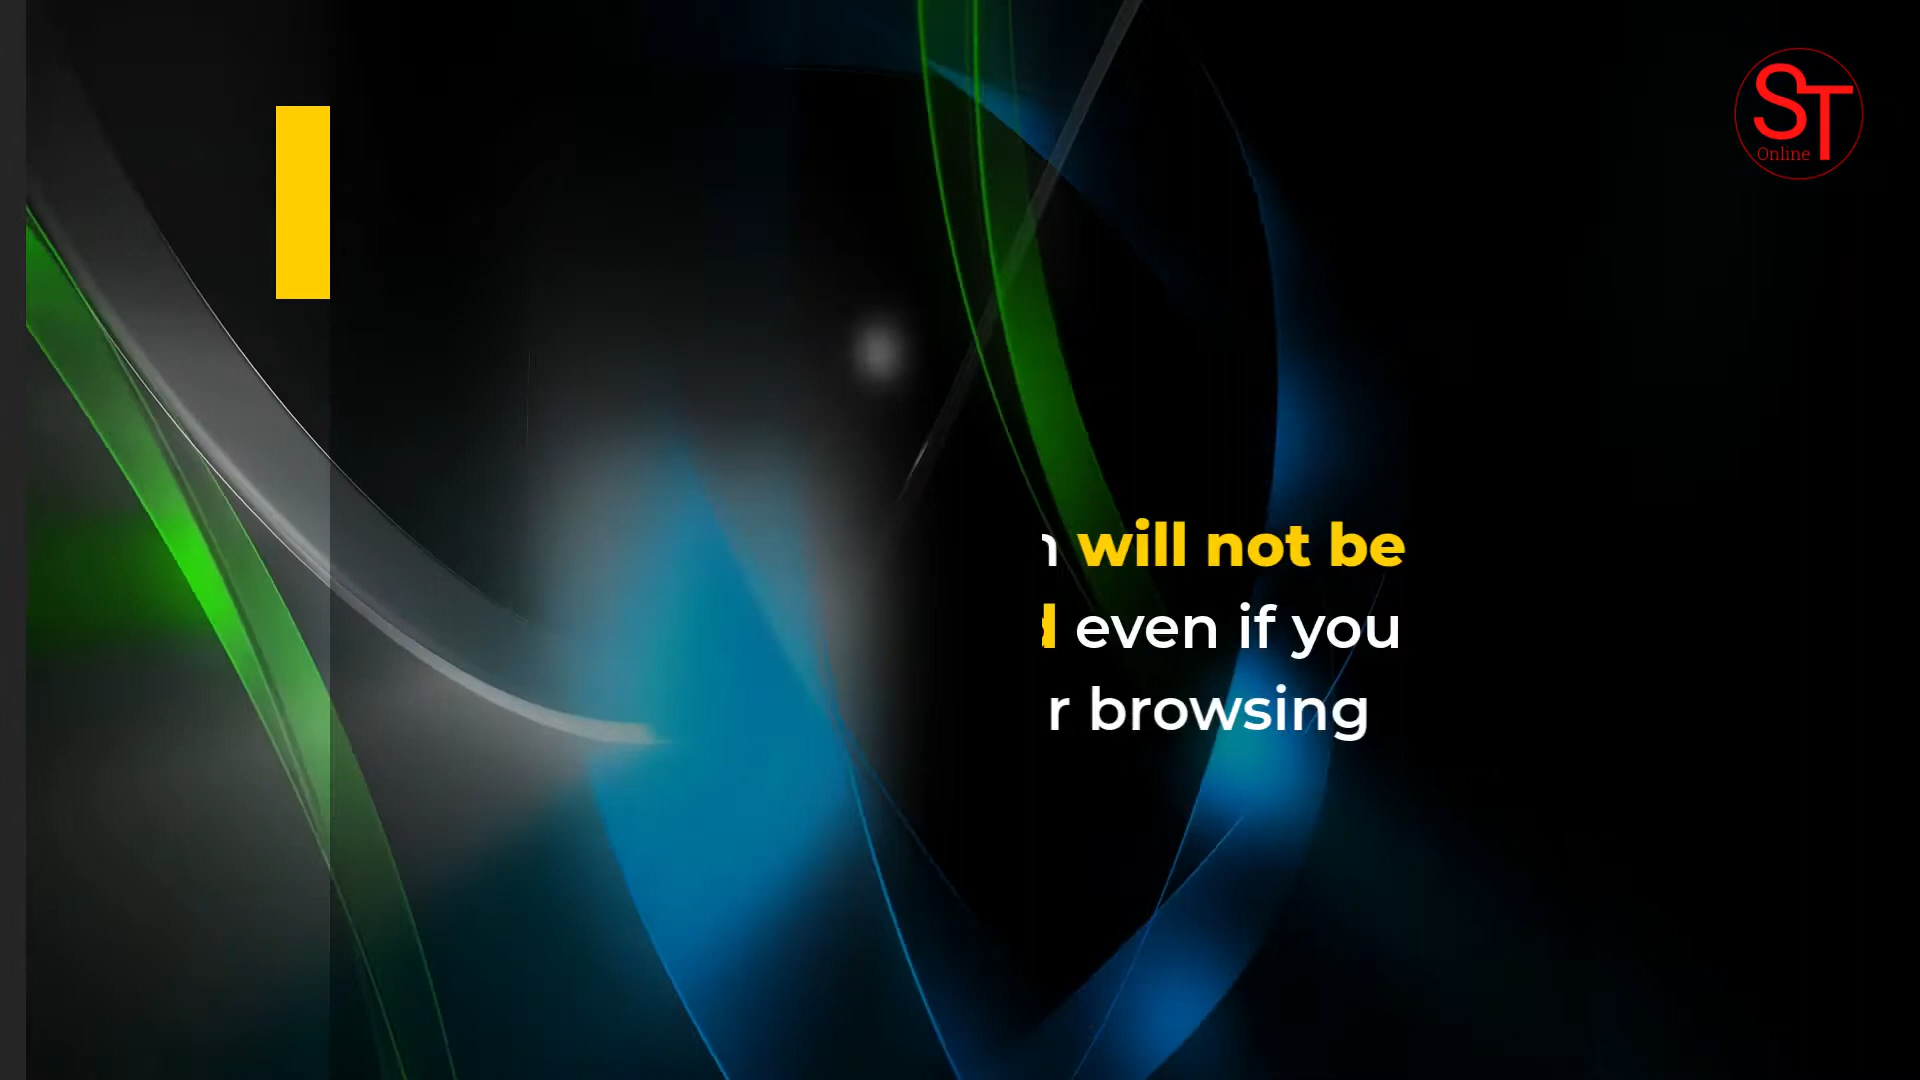 ST
Online
will not be
even if you
r browsing